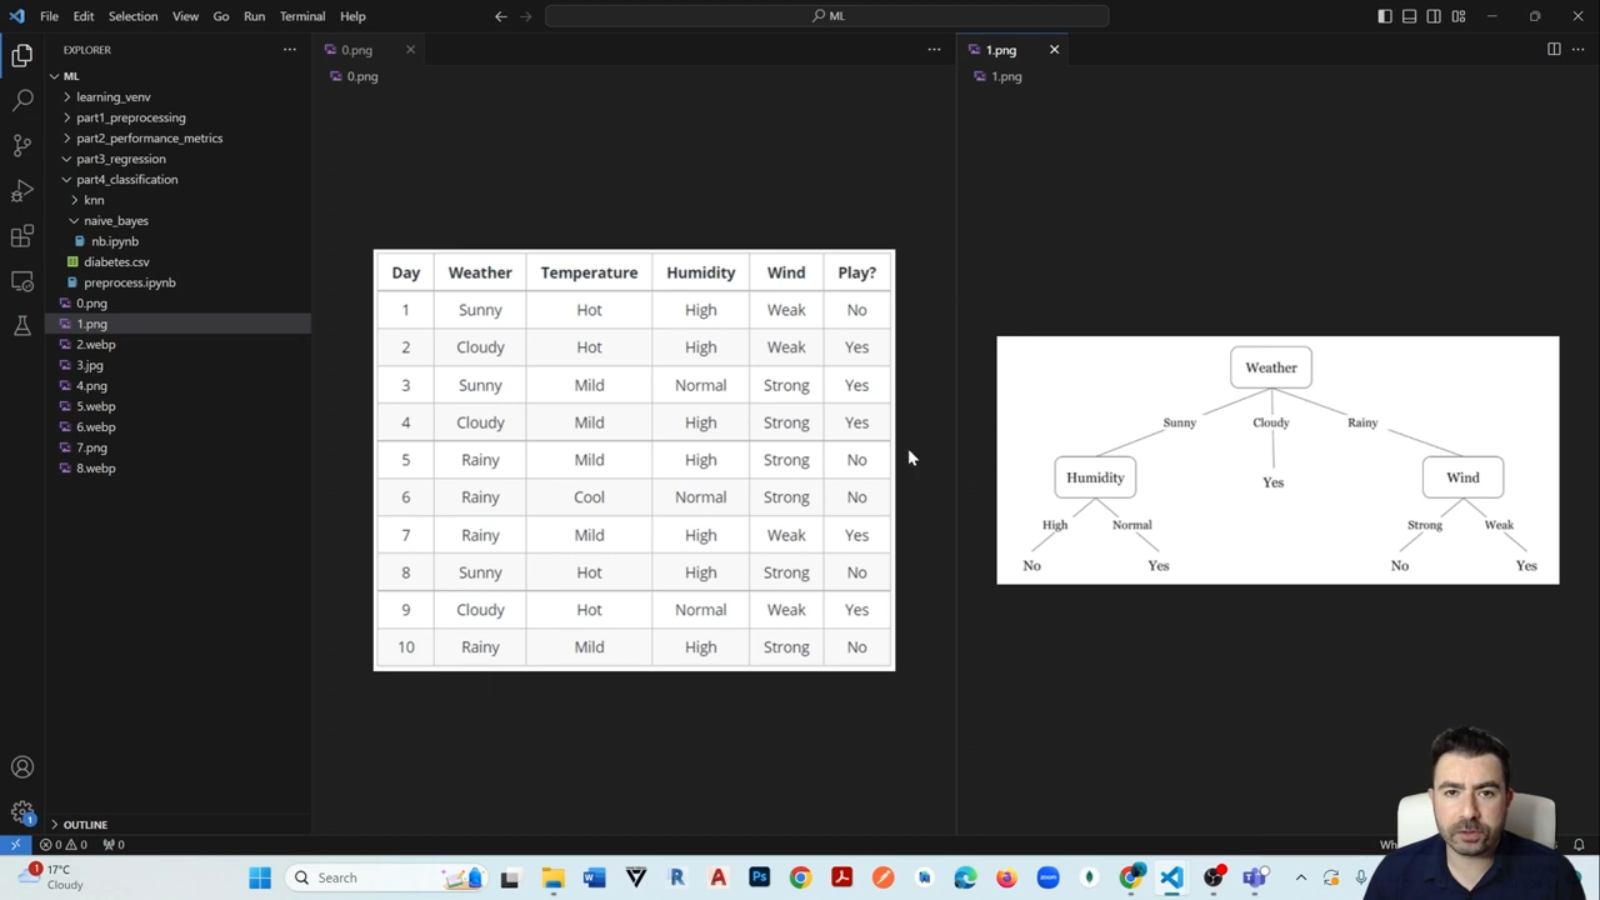 File Edit Selection View Go Run Terminal Help
ML
EXPLORER
ML
learning_venv
part1_preprocessing
part2_performance_metrics
part3_regression
part4_classification
knn
naive_bayes
nb.ipynb
diabetes.csv
preprocess.ipynb
0.png
1.png
2.webp
3.jpg
4.png
5.webp
6.webp
7.png
8.webp
OUTLINE
0.png
0.png
Day Weather Temperature Humidity Wind Play?
1 Sunny Hot High Weak No
2 Cloudy Hot High Weak Yes
3 Sunny Mild Normal Strong Yes
4 Cloudy Mild High Strong Yes
5 Rainy Mild High Strong No
6 Rainy Cool Normal Strong No
7 Rainy Mild High Weak Yes
8 Sunny Hot High Strong No
9 Cloudy Hot Normal Weak Yes
10 Rainy Mild High Strong No
1.png
1.png
Weather
Sunny Cloudy Rainy
Humidity Yes Wind
High Normal Strong Weak
No Yes No Yes
1
0 0 0
Wh
1
17°C
Cloudy
Search
Ps